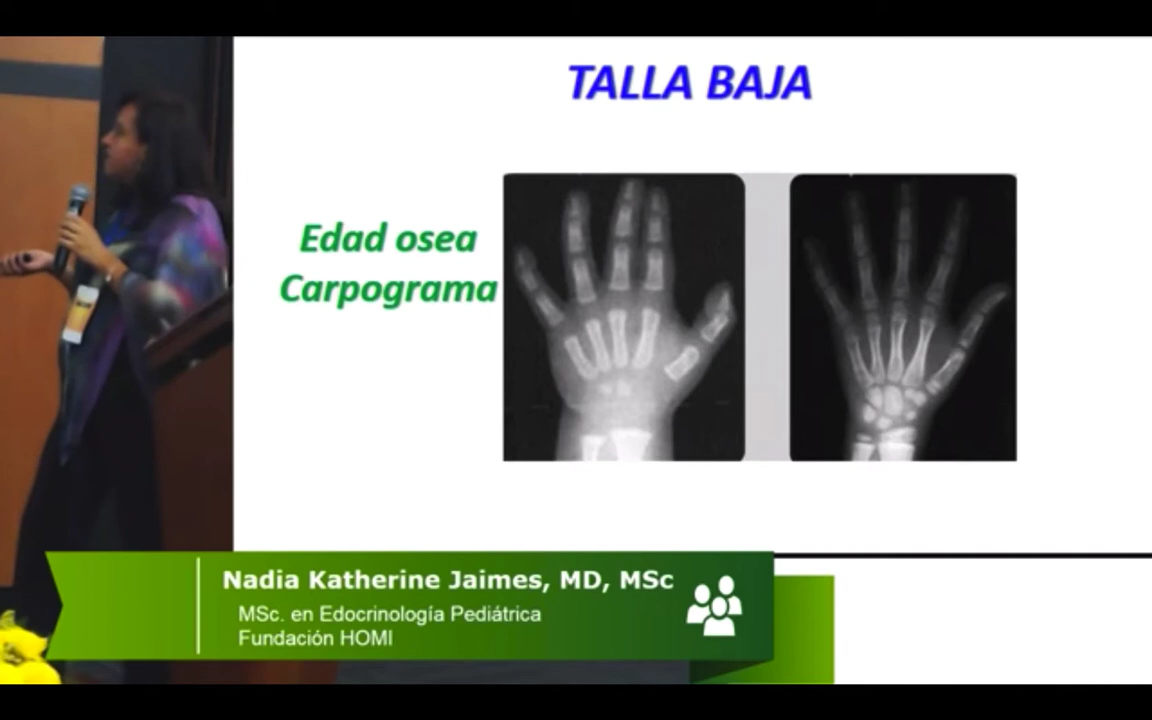 TALLA BAJA
Edad osea
Carpograma
Nadia Katherine Jaimes, MD, MSc
MSc. en Edocrinología Pediátrica
Fundación HOMI